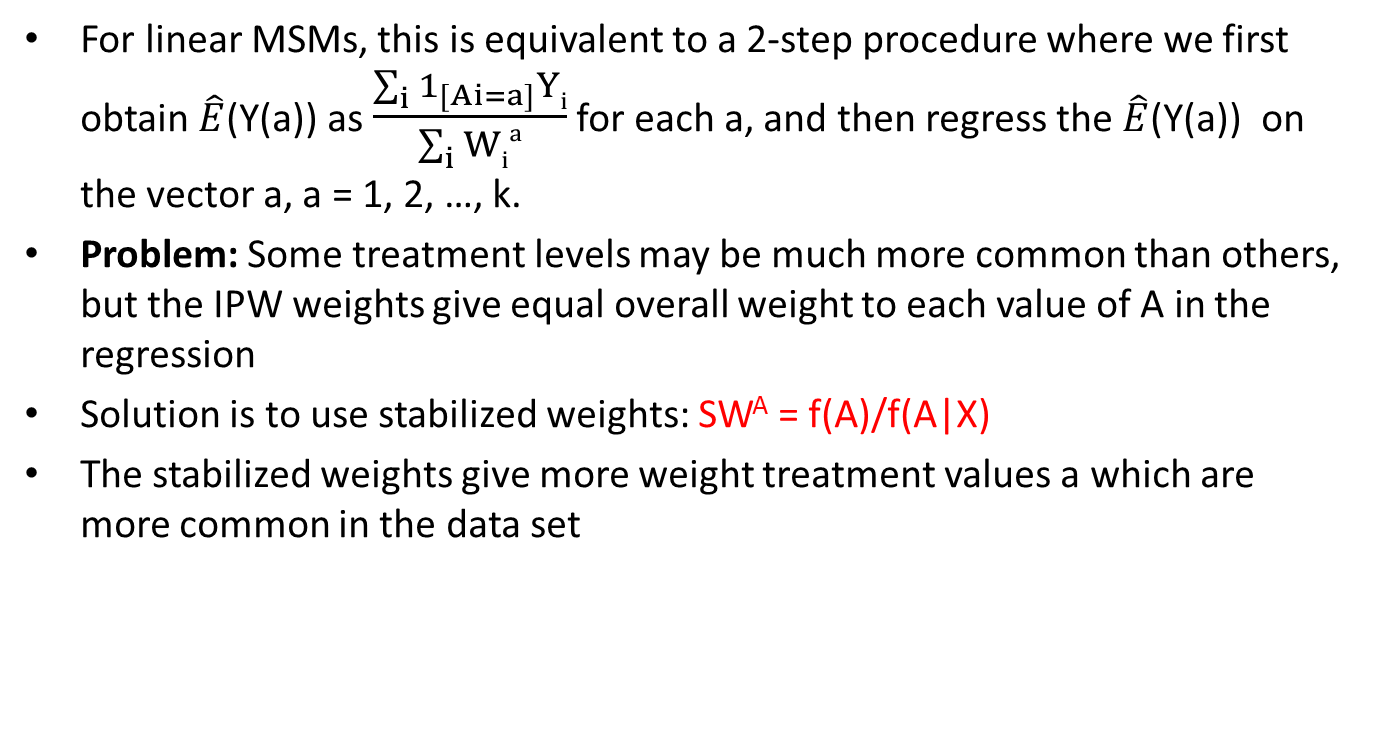 • For linear MSMs, this is equivalent to a 2-step procedure where we first
obtain Ê(Y(a)) as ∑ᵢ 1[Ai=a]Yᵢ / ∑ᵢ Wᵢᵃ for each a, and then regress the Ê(Y(a)) on
the vector a, a = 1, 2, …, k.
• Problem: Some treatment levels may be much more common than others,
but the IPW weights give equal overall weight to each value of A in the
regression
• Solution is to use stabilized weights: SWᴬ = f(A)/f(A|X)
• The stabilized weights give more weight treatment values a which are
more common in the data set